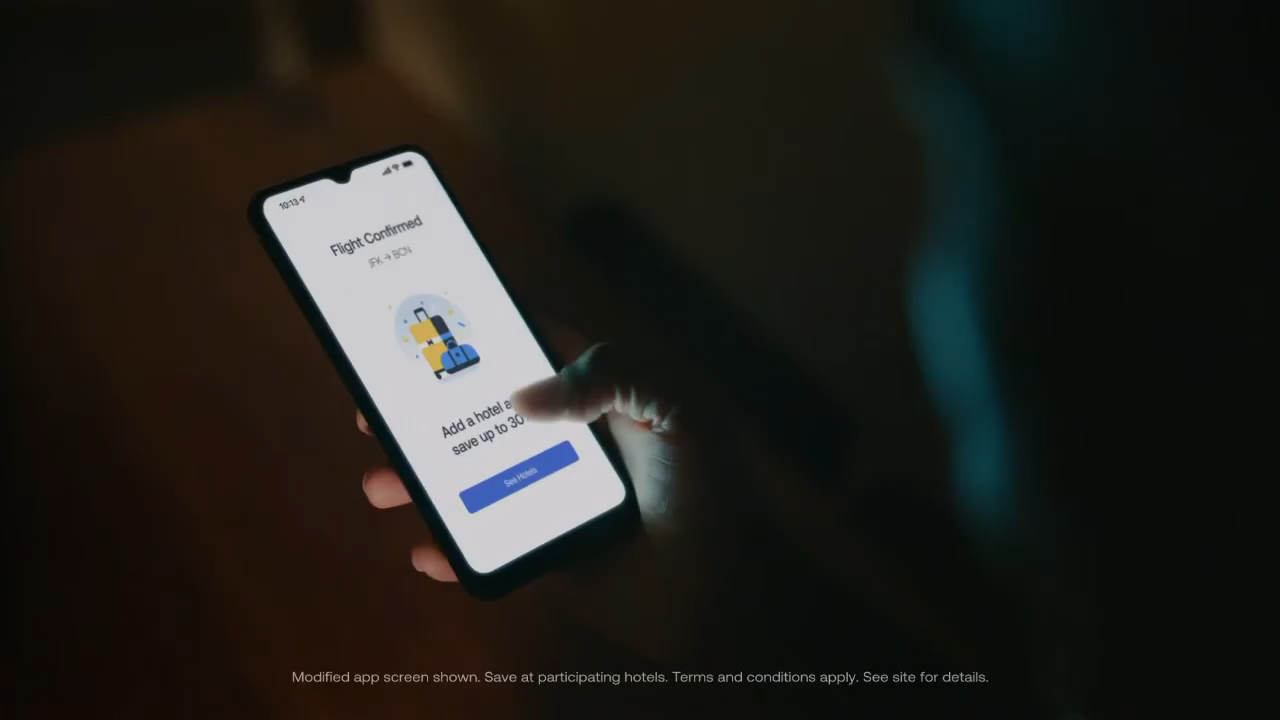 10:13
Flight Confirmed
JFK → BCN
Add a hotel
save up to 30
See Hotels
Modified app screen shown. Save at participating hotels. Terms and conditions apply. See site for details.